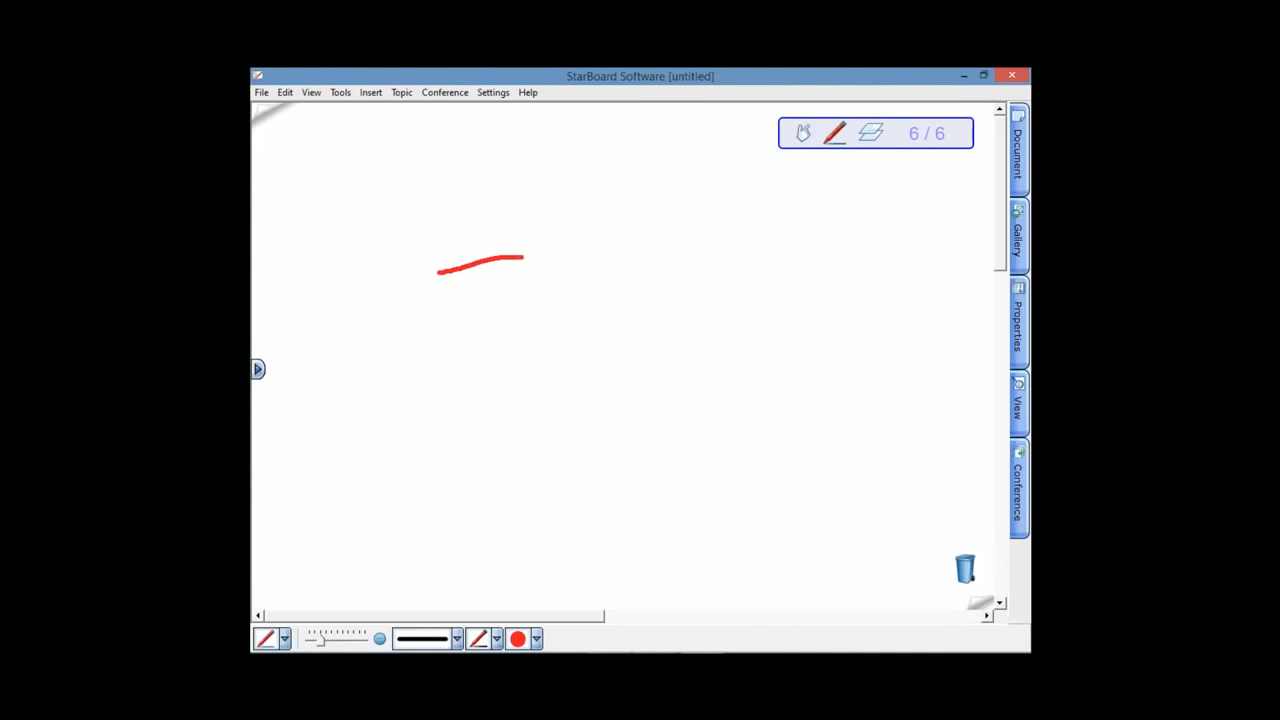 StarBoard Software [untitled]
File Edit View Tools Insert Topic Conference Settings Help
6 / 6
Document
Gallery
Properties
View
Conference